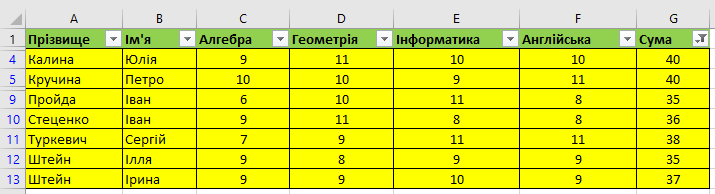 A B C D E F G
1 Прізвище Ім'я Алгебра Геометрія Інформатика Англійська Сума
4 Калина Юлія 9 11 10 10 40
5 Кручина Петро 10 10 9 11 40
9 Пройда Іван 6 10 11 8 35
10 Стеценко Іван 9 11 8 8 36
11 Туркевич Сергій 7 9 11 11 38
12 Штейн Ілля 9 8 9 9 35
13 Штейн Ірина 9 9 10 9 37